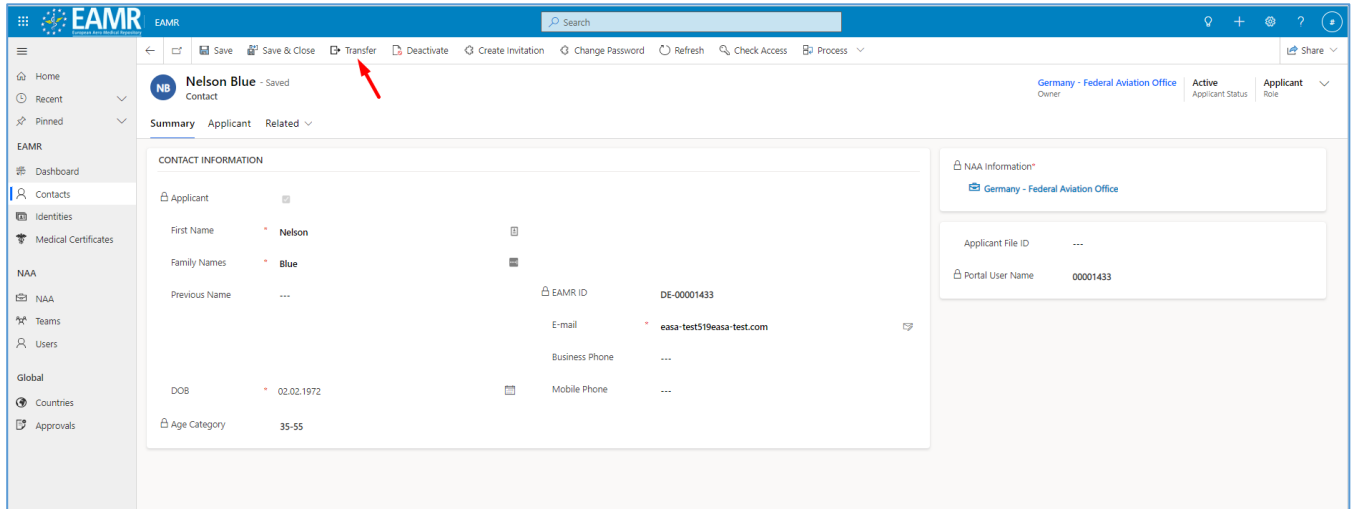 EAMR EAMR Search ? #
European Aero Medical Repository
Save Save & Close Transfer Deactivate Create Invitation Change Password Refresh Check Access Process Share
Home
Recent
Pinned
EAMR
Dashboard
Contacts
Identities
Medical Certificates
NAA
NAA
Teams
Users
Global
Countries
Approvals
NB Nelson Blue - Saved
Contact
Germany - Federal Aviation Office
Owner
Active
Applicant Status
Applicant
Role
Summary Applicant Related
CONTACT INFORMATION
Applicant
First Name * Nelson
Family Names * Blue
Previous Name ---
DOB * 02.02.1972
Age Category 35-55
EAMR ID DE-00001433
E-mail * easa-test519easa-test.com
Business Phone ---
Mobile Phone ---
NAA Information*
Germany - Federal Aviation Office
Applicant File ID ---
Portal User Name 00001433